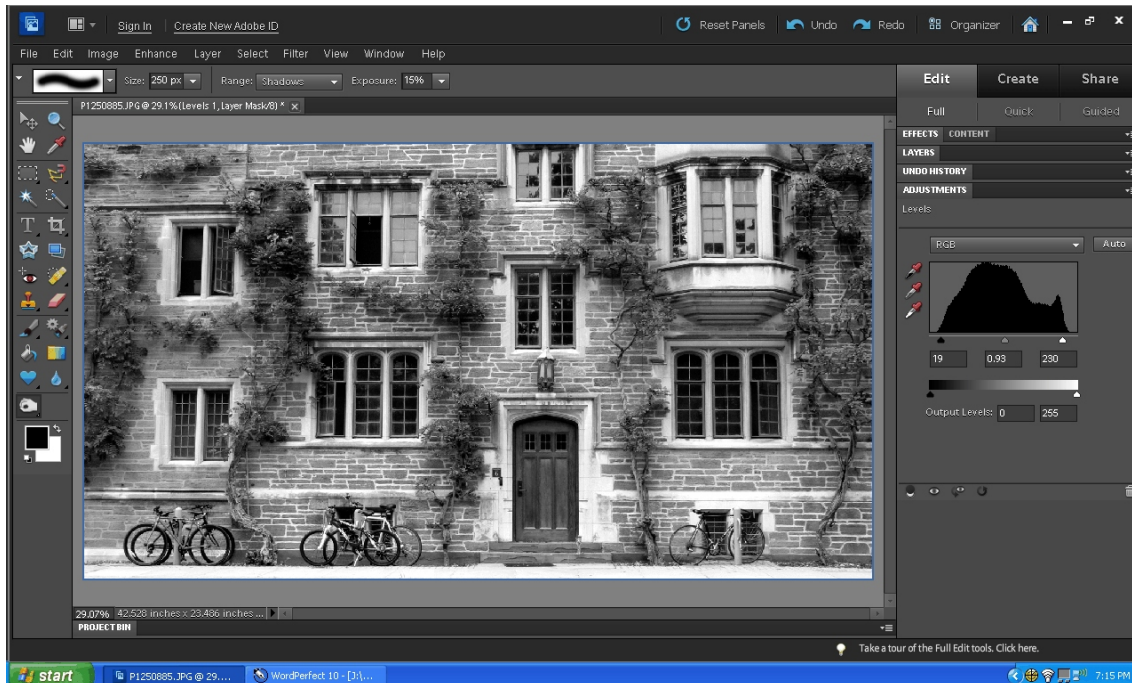 Sign In | Create New Adobe ID Reset Panels Undo Redo Organizer
File Edit Image Enhance Layer Select Filter View Window Help
Size: 250 px Range: Shadows Exposure: 15%
Edit Create Share
P1250885.JPG @ 29.1% (Levels 1, Layer Mask/8) *
Full Quick Guided
EFFECTS CONTENT
LAYERS
UNDO HISTORY
ADJUSTMENTS
Levels
RGB Auto
19 0.93 230
Output Levels: 0 255
29.07% 42.528 inches x 23.486 inches ...
PROJECT BIN
Take a tour of the Full Edit tools. Click here.
start P1250885.JPG @ 29.... WordPerfect 10 - [J:\... 7:15 PM